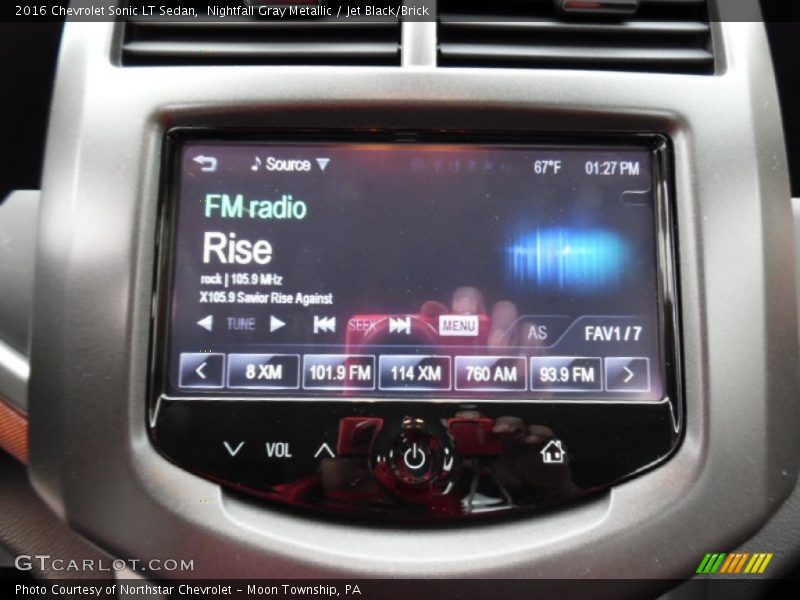 2016 Chevrolet Sonic LT Sedan,  Nightfall Gray Metallic / Jet Black/Brick
Source 67°F 01:27 PM
FM radio
Rise
rock | 105.9 MHz
X105.9 Savior Rise Against
TUNE SEEK MENU AS FAV1/7
8 XM 101.9 FM 114 XM 760 AM 93.9 FM
VOL
GTCARLOT.COM
Photo Courtesy of Northstar Chevrolet - Moon Township, PA